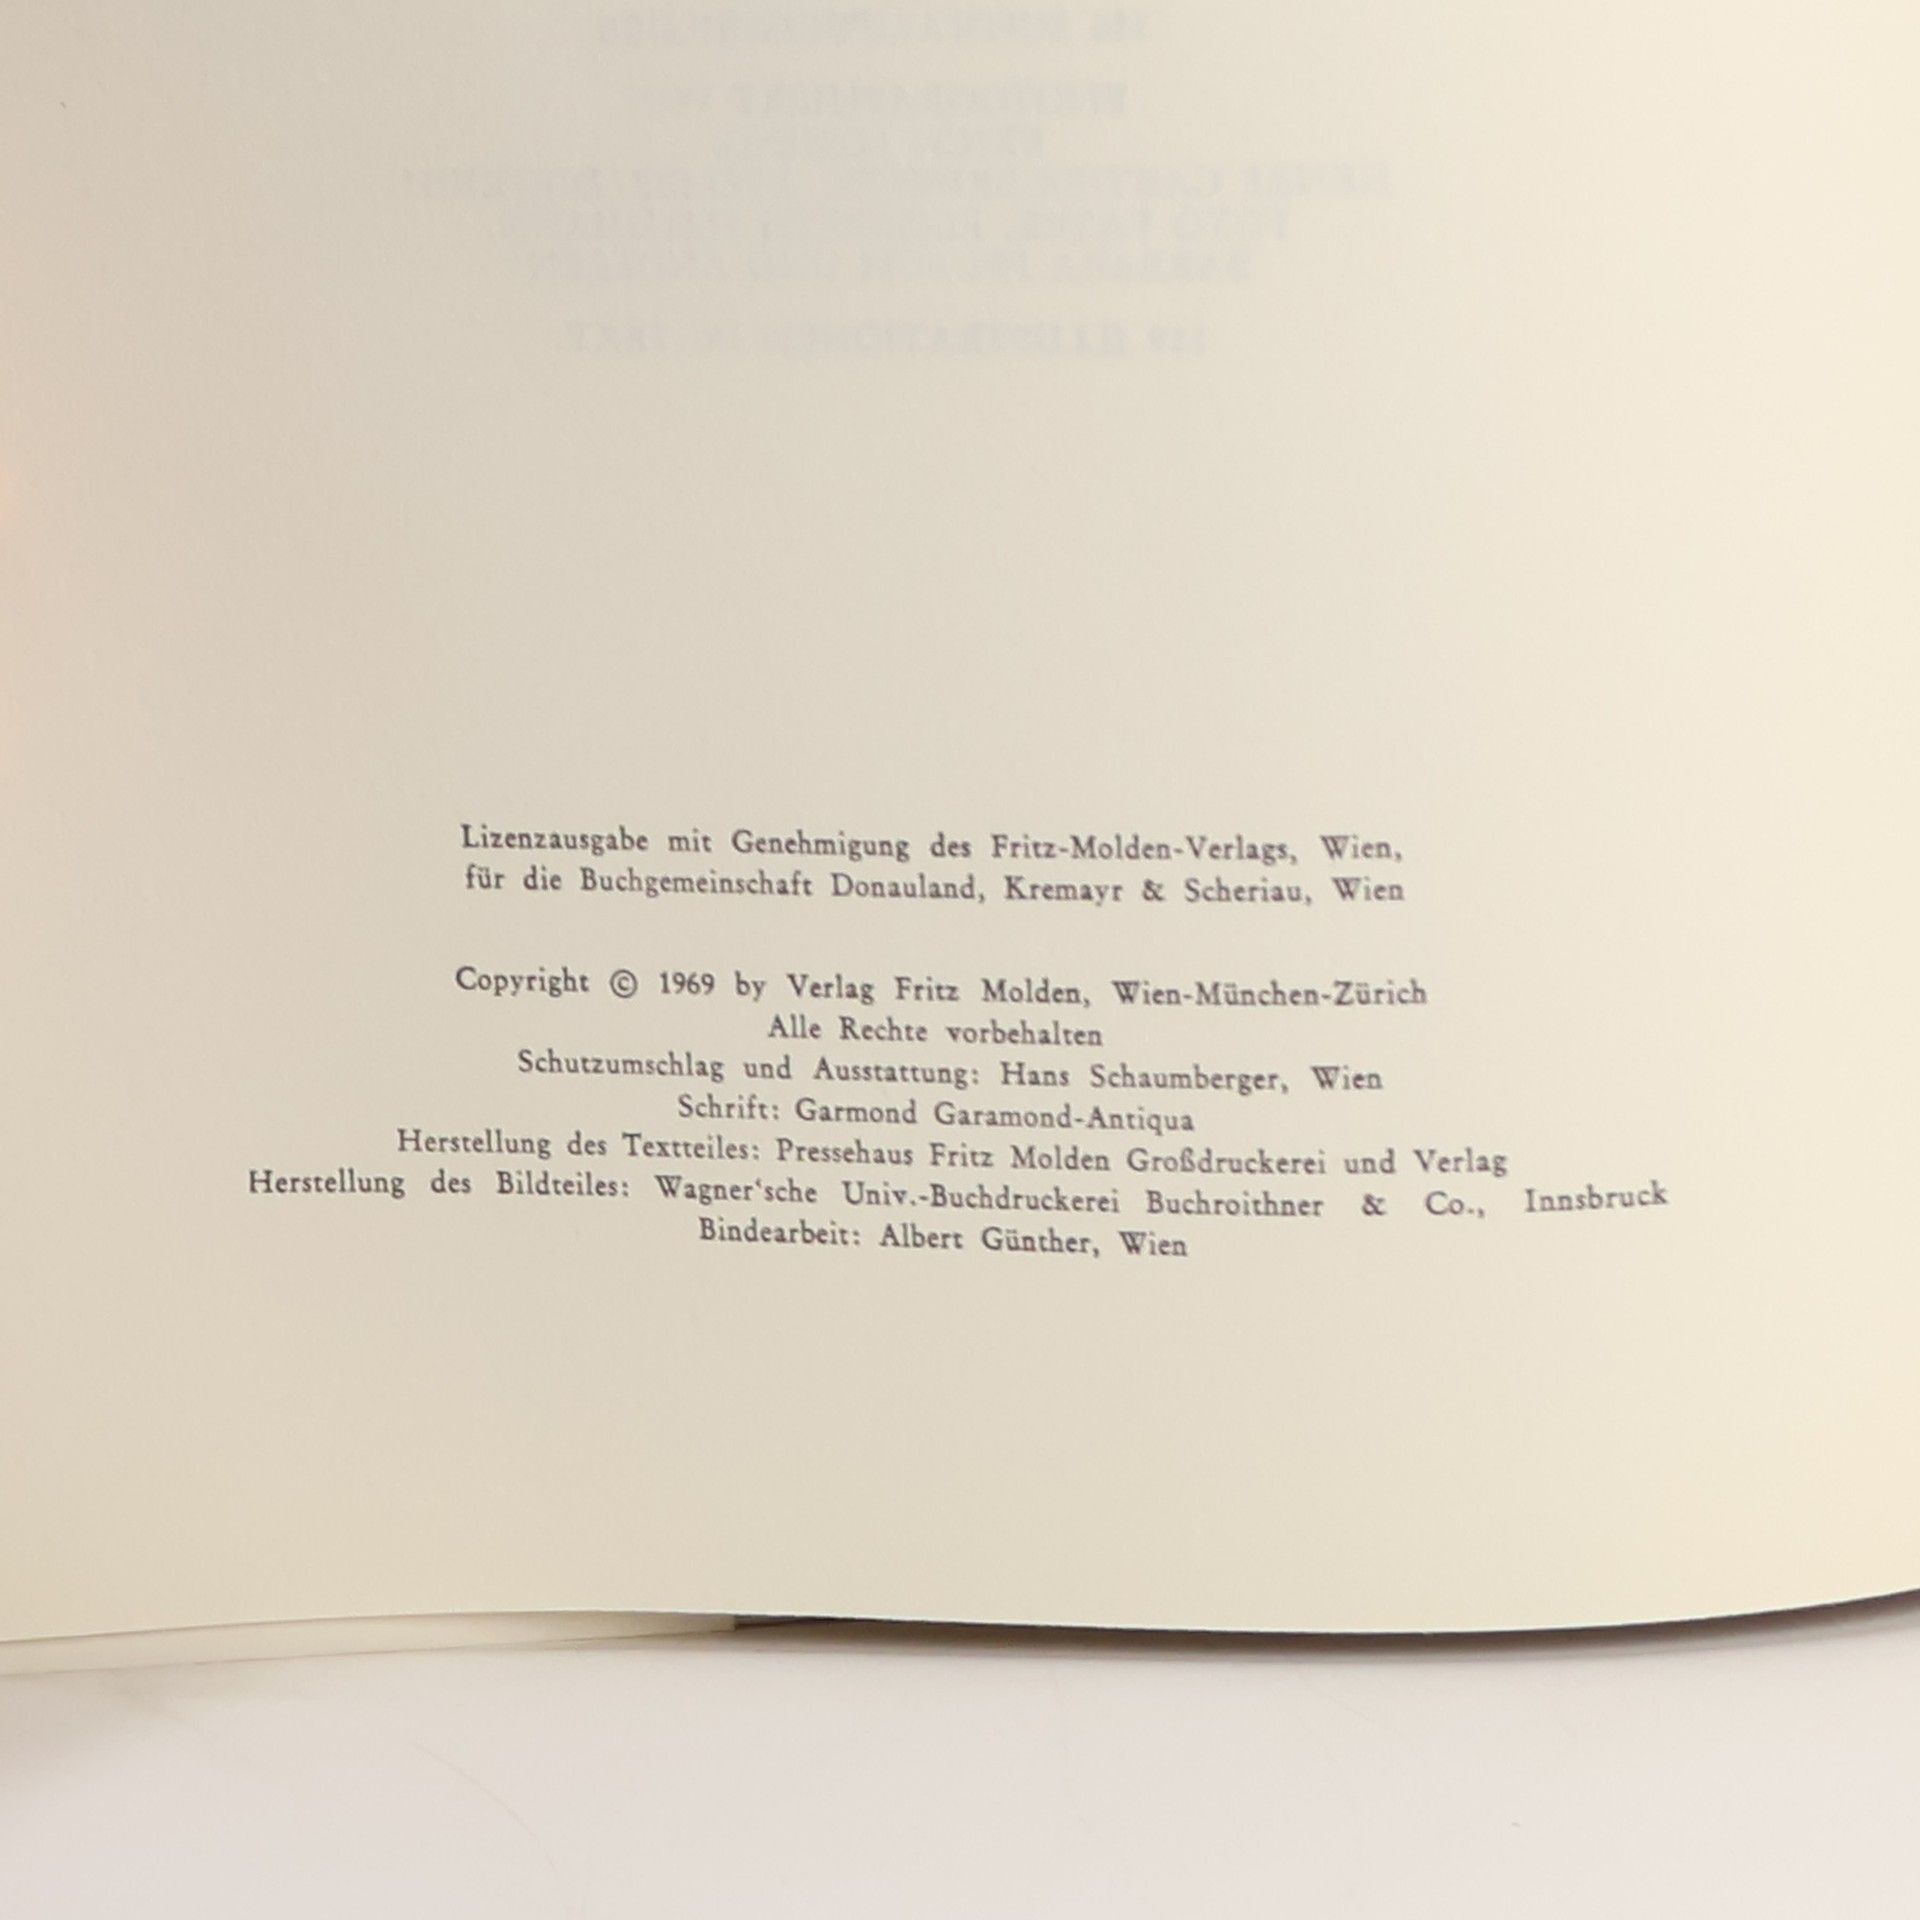 Lizenzausgabe mit Genehmigung des Fritz-Molden-Verlags, Wien,
für die Buchgemeinschaft Donauland, Kremayr & Scheriau, Wien
Copyright © 1969 by Verlag Fritz Molden, Wien-München-Zürich
Alle Rechte vorbehalten
Schutzumschlag und Ausstattung: Hans Schaumberger, Wien
Schrift: Garmond Garamond-Antiqua
Herstellung des Textteiles: Pressehaus Fritz Molden Großdruckerei und Verlag
Herstellung des Bildteiles: Wagner‘sche Univ.-Buchdruckerei Buchroithner & Co., Innsbruck
Bindearbeit: Albert Günther, Wien